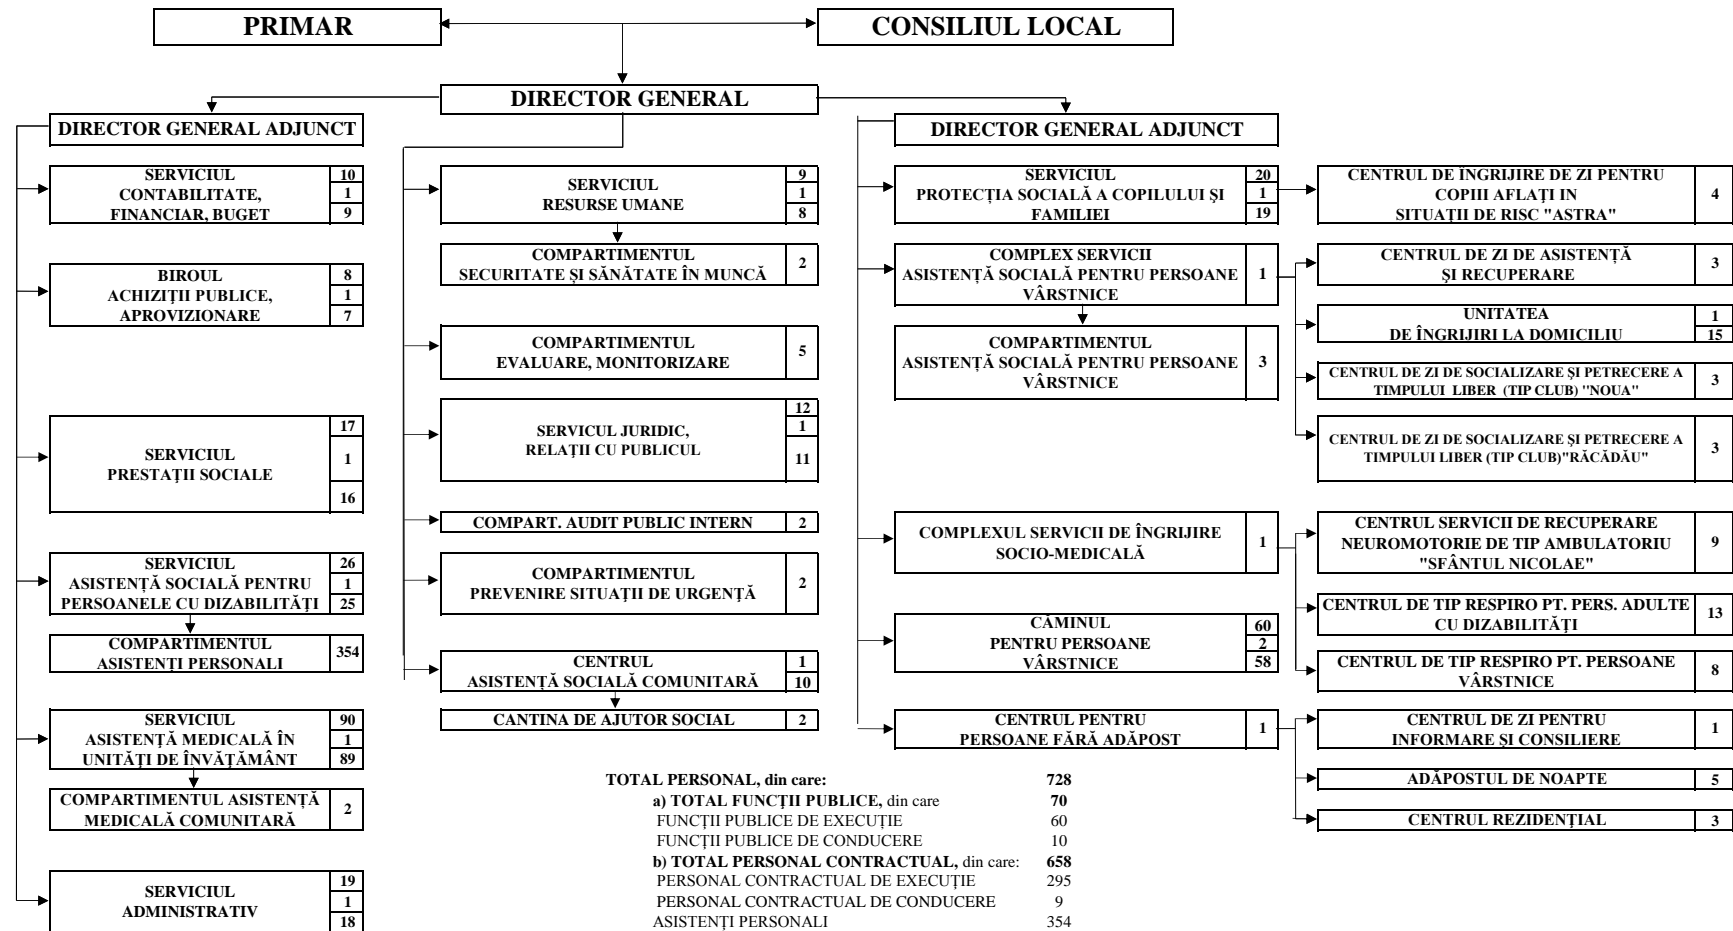 PRIMAR
CONSILIUL LOCAL
DIRECTOR GENERAL
DIRECTOR GENERAL ADJUNCT
SERVICIUL
CONTABILITATE,
FINANCIAR, BUGET
10
1
9
BIROUL
ACHIZIŢII PUBLICE,
APROVIZIONARE
8
1
7
SERVICIUL
PRESTAŢII SOCIALE
17
1
16
SERVICIUL
ASISTENȚĂ SOCIALĂ PENTRU
PERSOANELE CU DIZABILITĂȚI
26
1
25
COMPARTIMENTUL
ASISTENȚI PERSONALI
354
SERVICIUL
ASISTENȚĂ MEDICALĂ ÎN
UNITĂȚI DE ÎNVĂȚĂMÂNT
90
1
89
COMPARTIMENTUL ASISTENȚĂ
MEDICALĂ COMUNITARĂ
2
SERVICIUL
ADMINISTRATIV
19
1
18
SERVICIUL
RESURSE UMANE
9
1
8
COMPARTIMENTUL
SECURITATE ȘI SĂNĂTATE ÎN MUNCĂ
2
COMPARTIMENTUL
EVALUARE, MONITORIZARE
5
SERVICUL JURIDIC,
RELAȚII CU PUBLICUL
12
1
11
COMPART. AUDIT PUBLIC INTERN
2
COMPARTIMENTUL
PREVENIRE SITUAȚII DE URGENȚĂ
2
CENTRUL
ASISTENȚĂ SOCIALĂ COMUNITARĂ
1
10
CANTINA DE AJUTOR SOCIAL
2
DIRECTOR GENERAL ADJUNCT
SERVICIUL
PROTECȚIA SOCIALĂ A COPILULUI ŞI
FAMILIEI
20
1
19
COMPLEX SERVICII
ASISTENȚĂ SOCIALĂ PENTRU PERSOANE
VÂRSTNICE
1
COMPARTIMENTUL
ASISTENȚĂ SOCIALĂ PENTRU PERSOANE
VÂRSTNICE
3
COMPLEXUL SERVICII DE ÎNGRIJIRE
SOCIO-MEDICALĂ
1
CĂMINUL
PENTRU PERSOANE
VÂRSTNICE
60
2
58
CENTRUL PENTRU
PERSOANE FĂRĂ ADĂPOST
1
CENTRUL DE ÎNGRIJIRE DE ZI PENTRU
COPIII AFLAȚI IN
SITUAȚII DE RISC "ASTRA"
4
CENTRUL DE ZI DE ASISTENȚĂ
ŞI RECUPERARE
3
UNITATEA
DE ÎNGRIJIRI LA DOMICILIU
1
15
CENTRUL DE ZI DE SOCIALIZARE ŞI PETRECERE A
TIMPULUI LIBER (TIP CLUB) "NOUA"
3
CENTRUL DE ZI DE SOCIALIZARE ŞI PETRECERE A
TIMPULUI LIBER (TIP CLUB)"RĂCĂDĂU"
3
CENTRUL SERVICII DE RECUPERARE
NEUROMOTORIE DE TIP AMBULATORIU
"SFÂNTUL NICOLAE"
9
CENTRUL DE TIP RESPIRO PT. PERS. ADULTE
CU DIZABILITĂȚI
13
CENTRUL DE TIP RESPIRO PT. PERSOANE
VÂRSTNICE
8
CENTRUL DE ZI PENTRU
INFORMARE ŞI CONSILIERE
1
ADĂPOSTUL DE NOAPTE
5
CENTRUL REZIDENȚIAL
3
TOTAL PERSONAL, din care: 728
a) TOTAL FUNCȚII PUBLICE, din care 70
FUNCȚII PUBLICE DE EXECUȚIE 60
FUNCȚII PUBLICE DE CONDUCERE 10
b) TOTAL PERSONAL CONTRACTUAL, din care: 658
PERSONAL CONTRACTUAL DE EXECUȚIE 295
PERSONAL CONTRACTUAL DE CONDUCERE 9
ASISTENȚI PERSONALI 354